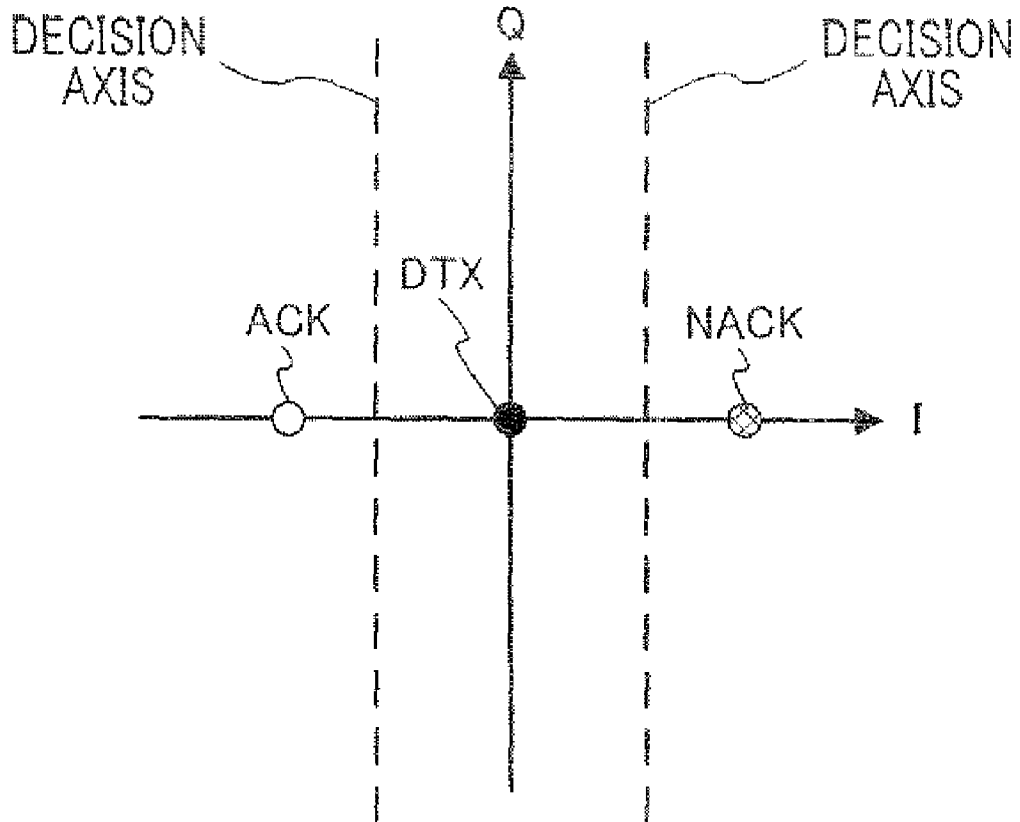 DECISION
AXIS
Q
DECISION
AXIS
DTX
ACK
NACK
I